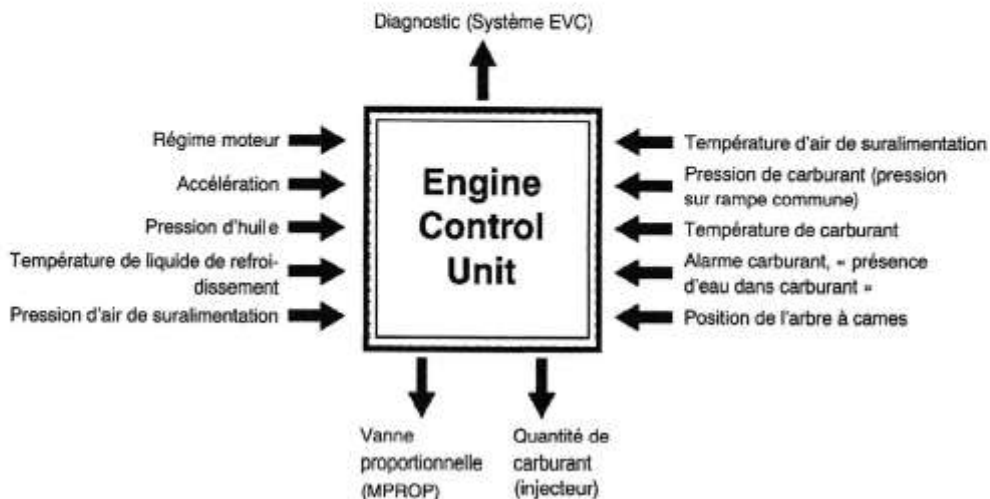 Diagnostic (Système EVC)
Régime moteur
Accélération
Pression d'huile
Température de liquide de refroi-
dissement
Pression d'air de suralimentation
Engine
Control
Unit
Température d'air de suralimentation
Pression de carburant (pression
sur rampe commune)
Température de carburant
Alarme carburant, « présence
d'eau dans carburant »
Position de l'arbre à cames
Vanne
proportionnelle
(MPROP)
Quantité de
carburant
(injecteur)